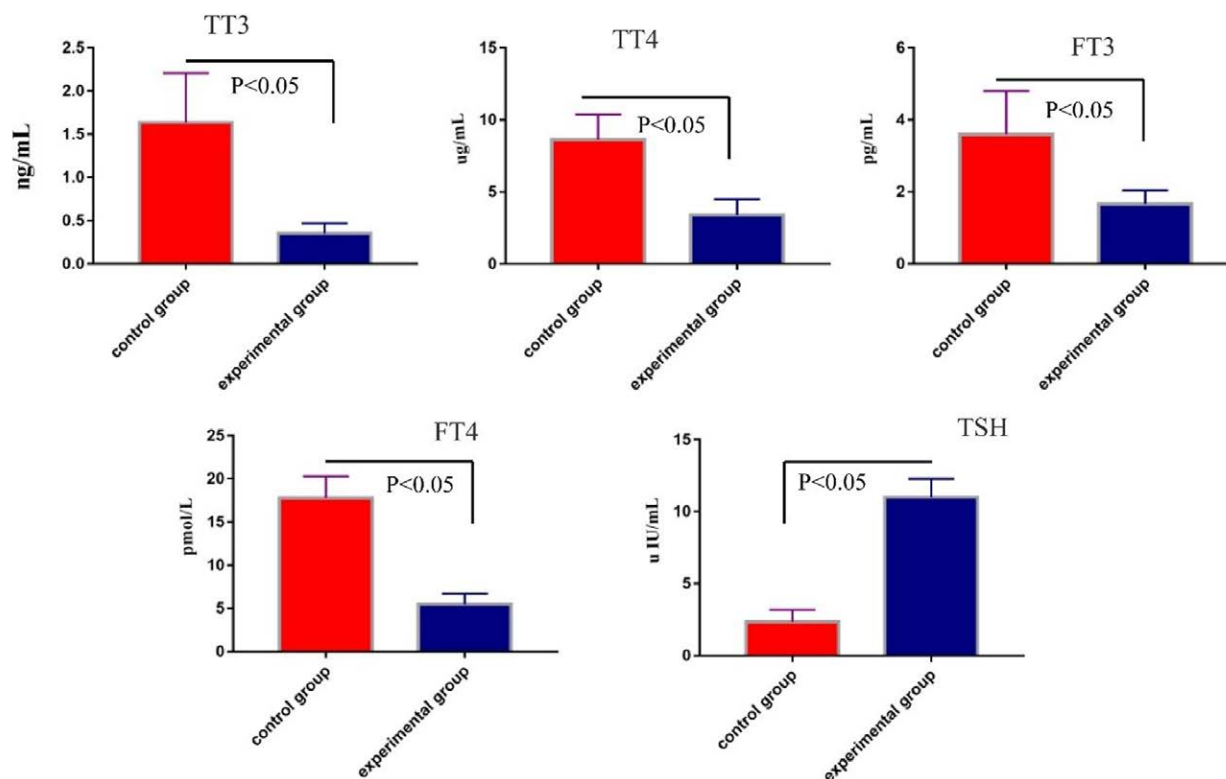 TT3
2.5
2.0
1.5
1.0
0.5
0.0
ng/mL
P<0.05
control group
experimental group
TT4
15
10
5
0
ug/mL
P<0.05
control group
experimental group
FT3
6
4
2
0
pg/mL
P<0.05
control group
experimental group
FT4
25
20
15
10
5
0
pmol/L
P<0.05
control group
experimental group
TSH
15
10
5
0
u IU/mL
P<0.05
control group
experimental group